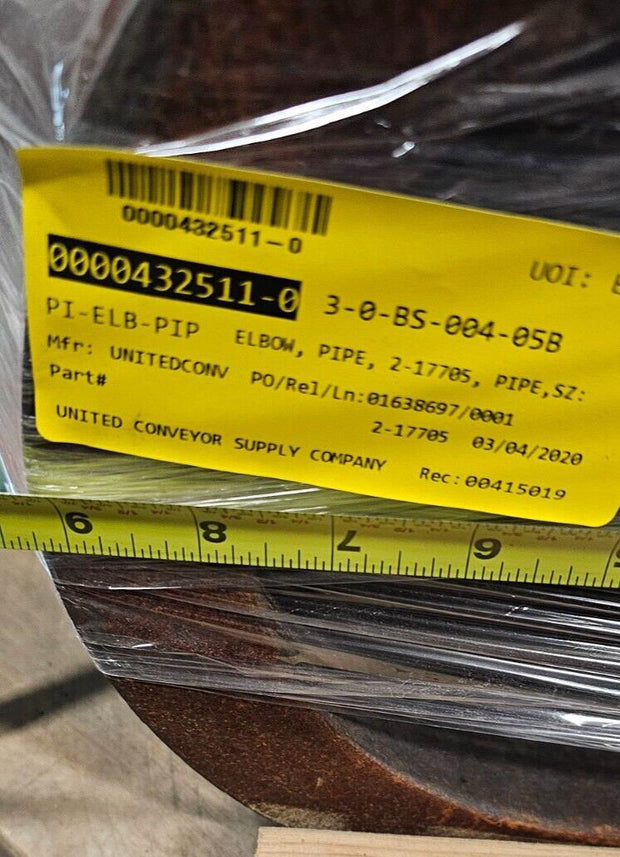 0000432511-0
UOI:
0000432511-0 3-0-BS-004-05B
PI-ELB-PIP ELBOW, PIPE, 2-17705, PIPE,SZ:
Mfr: UNITEDCONV PO/Rel/Ln:01638697/0001
Part# 2-17705 03/04/2020
UNITED CONVEYOR SUPPLY COMPANY Rec:00415019
9 8 7 6